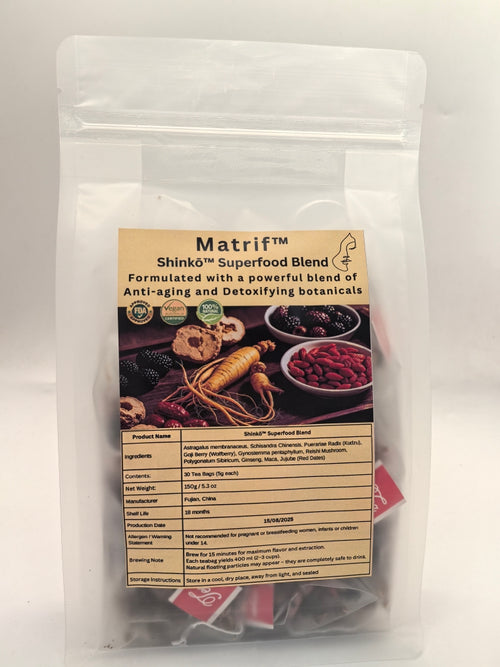 Matrif™
Shinkō™ Superfood Blend
Formulated with a powerful blend of
Anti-aging and Detoxifying botanicals
FDA
Vegan
CERTIFIED
100%
NATURAL
Product Name
Shinkō™ Superfood Blend
Ingredients
Astragalus membranaceus, Schisandra Chinensis, Puerariae Radix (Kudzu),
Goji Berry (Wolfberry), Gynostemma pentaphyllum, Reishi Mushroom,
Polygonatum Sibiricum, Ginseng, Maca, Jujube (Red Dates)
Contents:
30 Tea Bags (5g each)
Net Weight:
150g / 5.3 oz
Manufacturer
Fujian, China
Shelf Life
18 months
Production Date
15/08/2025
Allergen / Warning
Statement
Not recommended for pregnant or breastfeeding women, infants or children
under 14.
Brewing Note
Brew for 15 minutes for maximum flavor and extraction.
Each teabag yields 400 ml (2–3 cups).
Natural floating particles may appear – they are completely safe to drink.
Storage Instructions
Store in a cool, dry place, away from light, and sealed